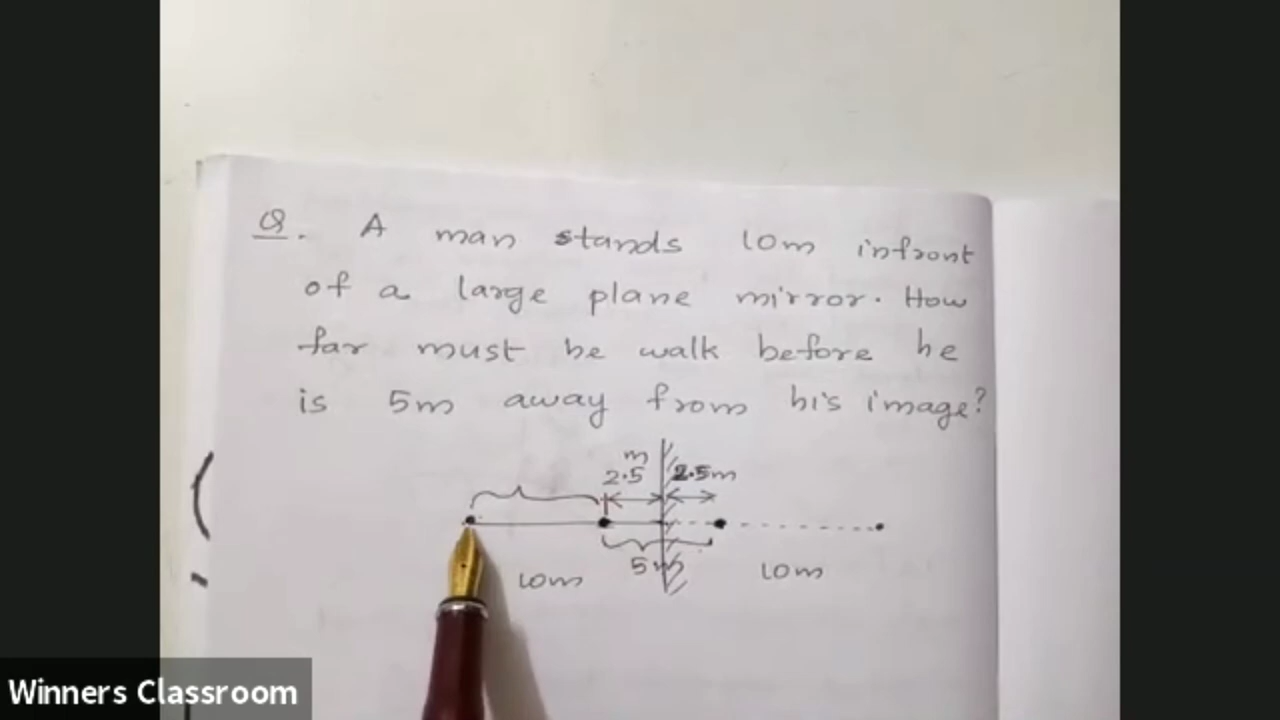 Q. A man stands 10m infront
of a large plane mirror. How
far must he walk before he
is 5m away from his image?
m
2.5 2.5m
5m
10m 10m
Winners Classroom